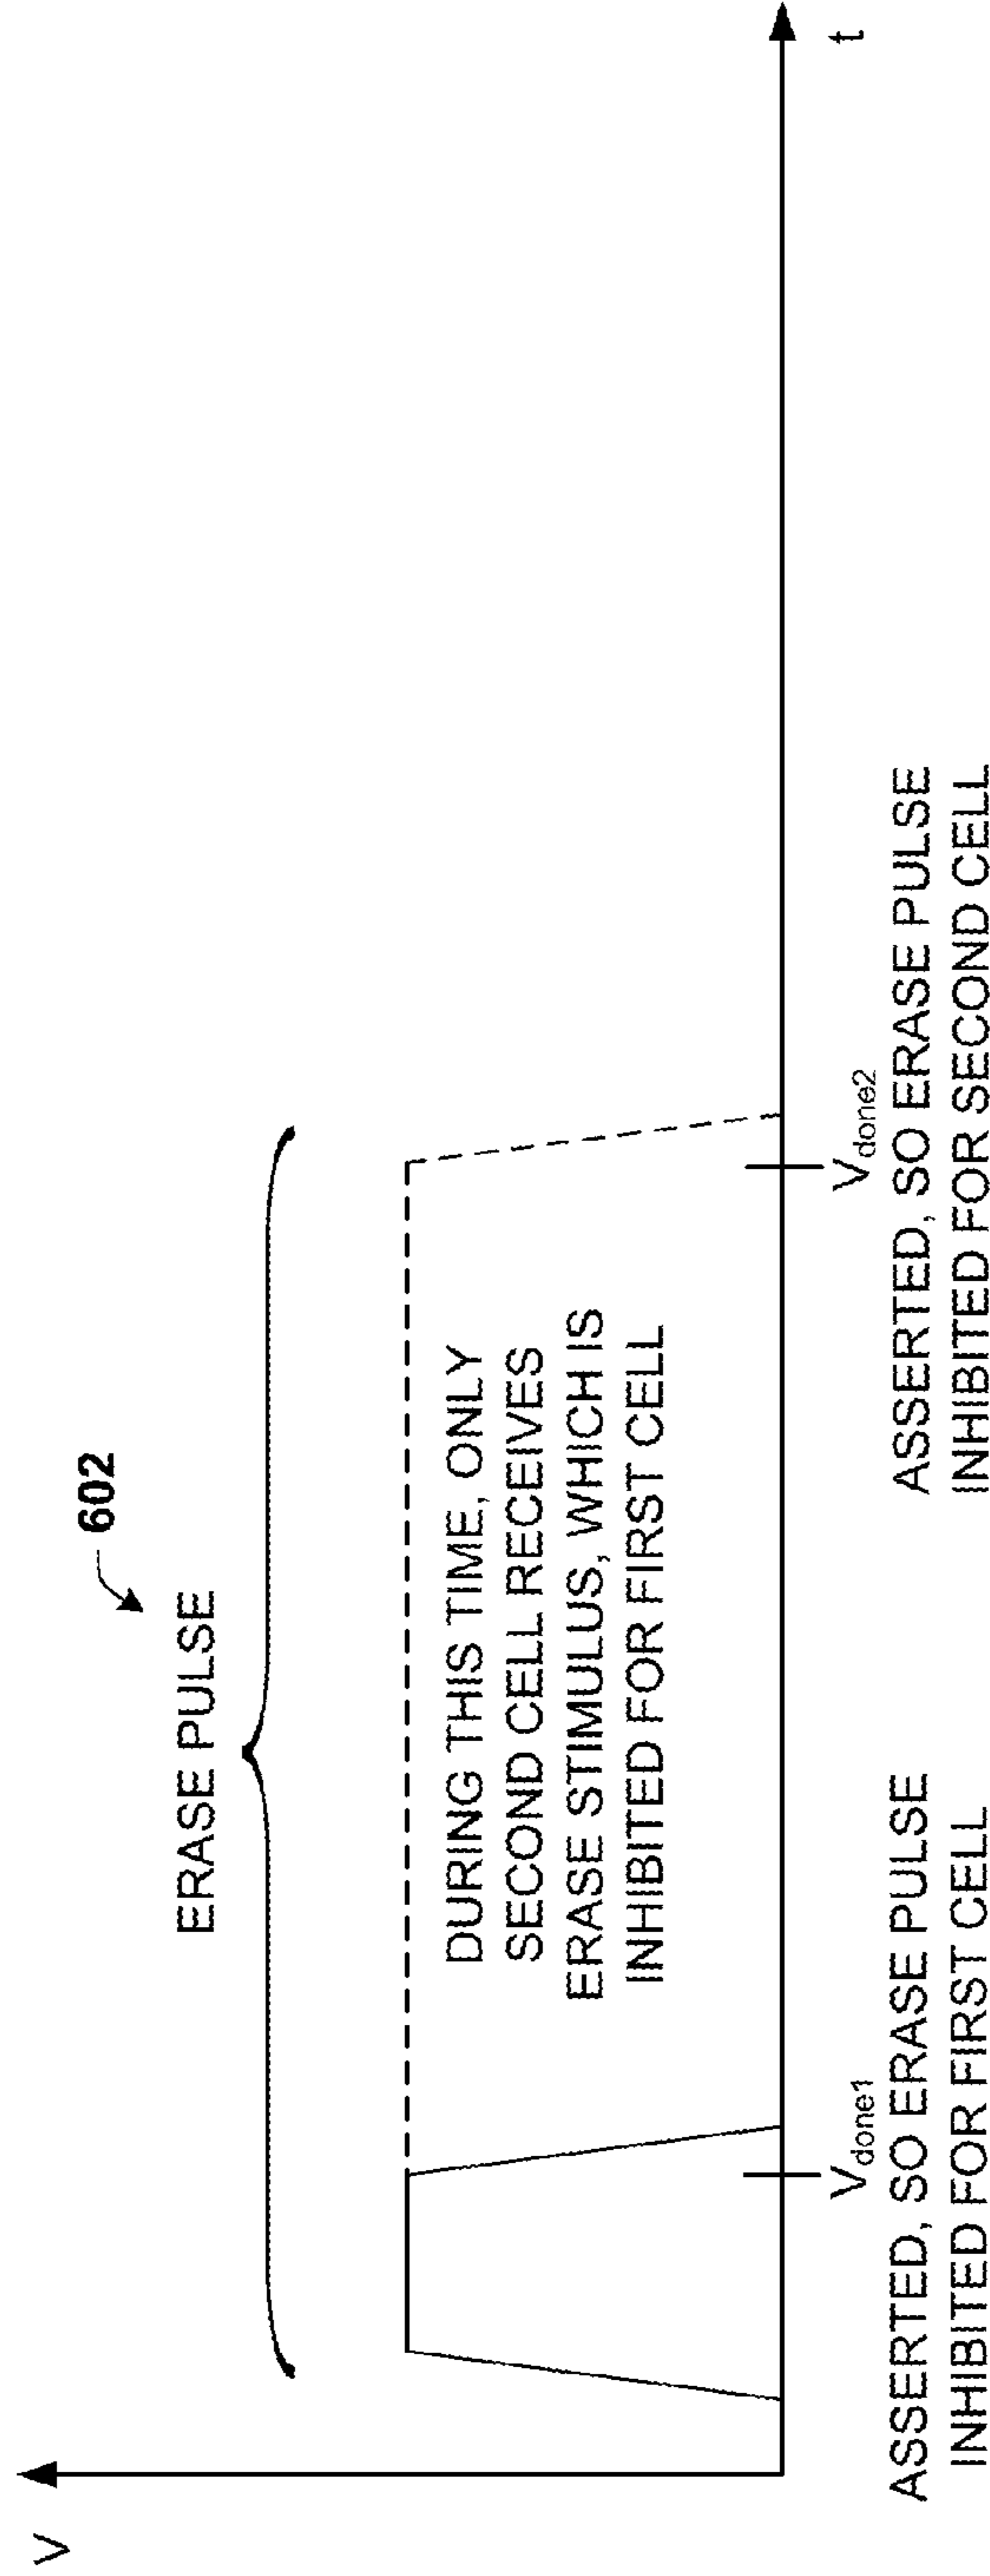 V
602
ERASE PULSE
DURING THIS TIME, ONLY
SECOND CELL RECEIVES
ERASE STIMULUS, WHICH IS
INHIBITED FOR FIRST CELL
t
Vdone1
ASSERTED, SO ERASE PULSE
INHIBITED FOR FIRST CELL
Vdone2
ASSERTED, SO ERASE PULSE
INHIBITED FOR SECOND CELL